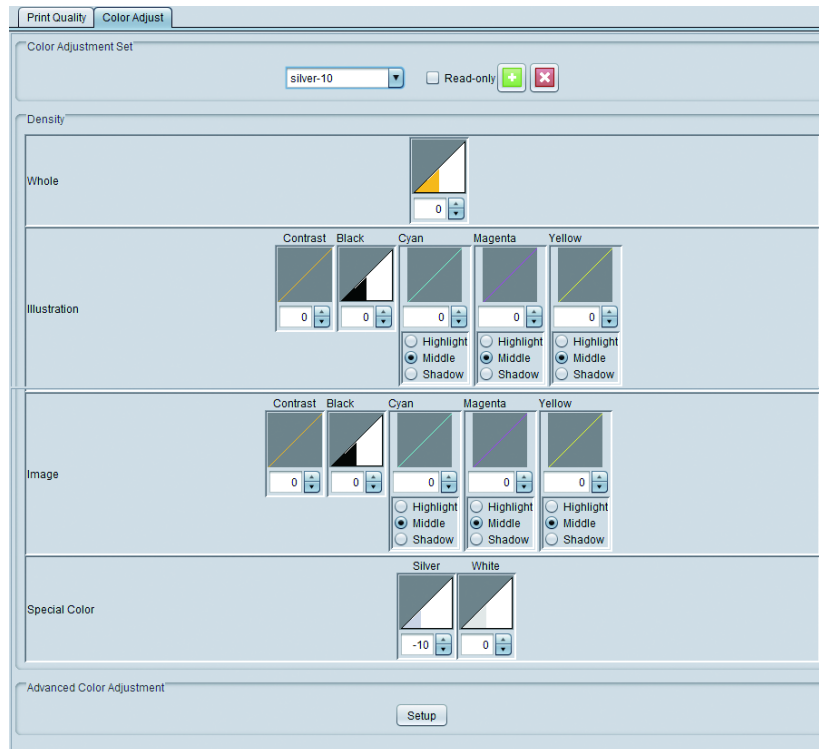 Print Quality Color Adjust
Color Adjustment Set
silver-10 Read-only
Density
Whole
0
Contrast Black Cyan Magenta Yellow
Illustration
0 0 0 0 0
Highlight Highlight Highlight
Middle Middle Middle
Shadow Shadow Shadow
Contrast Black Cyan Magenta Yellow
Image
0 0 0 0 0
Highlight Highlight Highlight
Middle Middle Middle
Shadow Shadow Shadow
Silver White
Special Color
-10 0
Advanced Color Adjustment
Setup